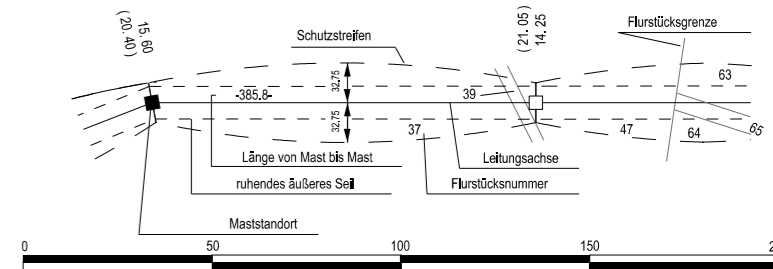 15. 60
(20. 40)
(21. 05)
14. 25
Schutzstreifen
Flurstücksgrenze
32,75
-385.8-
39
63
32,75
37
47
64
65
Länge von Mast bis Mast
Leitungsachse
ruhendes äußeres Seil
Flurstücksnummer
Maststandort
0
50
100
150
2